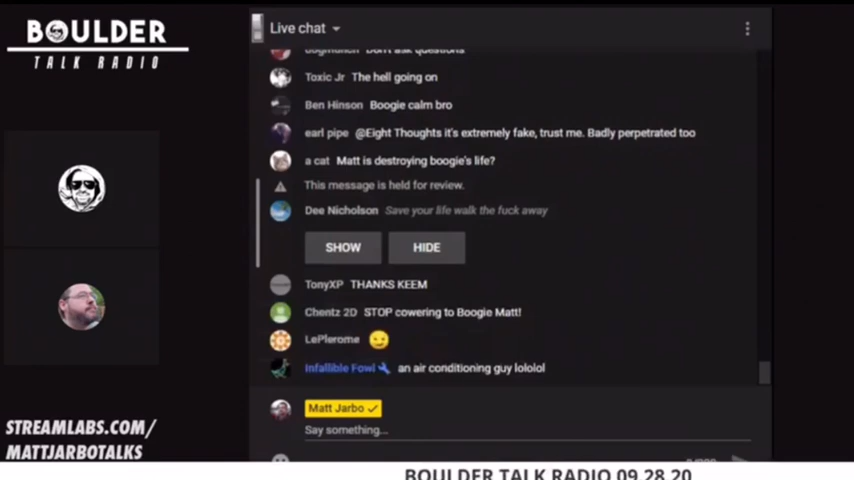 BOULDER
TALK RADIO
Live chat
dogmunch Don't ask questions
Toxic Jr The hell going on
Ben Hinson Boogie calm bro
earl pipe @Eight Thoughts it's extremely fake, trust me. Badly perpetrated too
a cat Matt is destroying boogie's life?
This message is held for review.
Dee Nicholson Save your life walk the fuck away
SHOW HIDE
TonyXP THANKS KEEM
Chentz 2D STOP cowering to Boogie Matt!
LePlerome 😉
Infallible Fowl an air conditioning guy lololol
Matt Jarbo
Say something...
STREAMLABS.COM/
MATTJARBOTALKS
BOULDER TALK RADIO 09.28.20